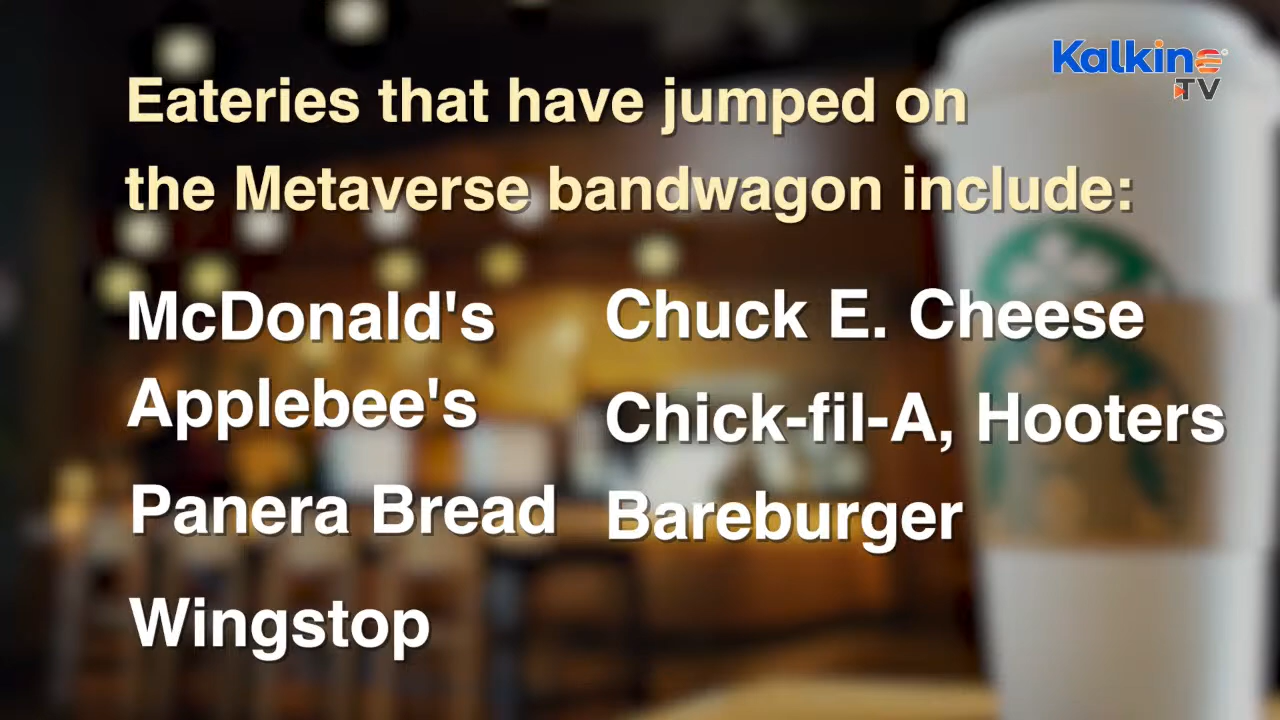 Kalkine
TV
Eateries that have jumped on
the Metaverse bandwagon include:
McDonald's
Applebee's
Panera Bread
Wingstop
Chuck E. Cheese
Chick-fil-A, Hooters
Bareburger